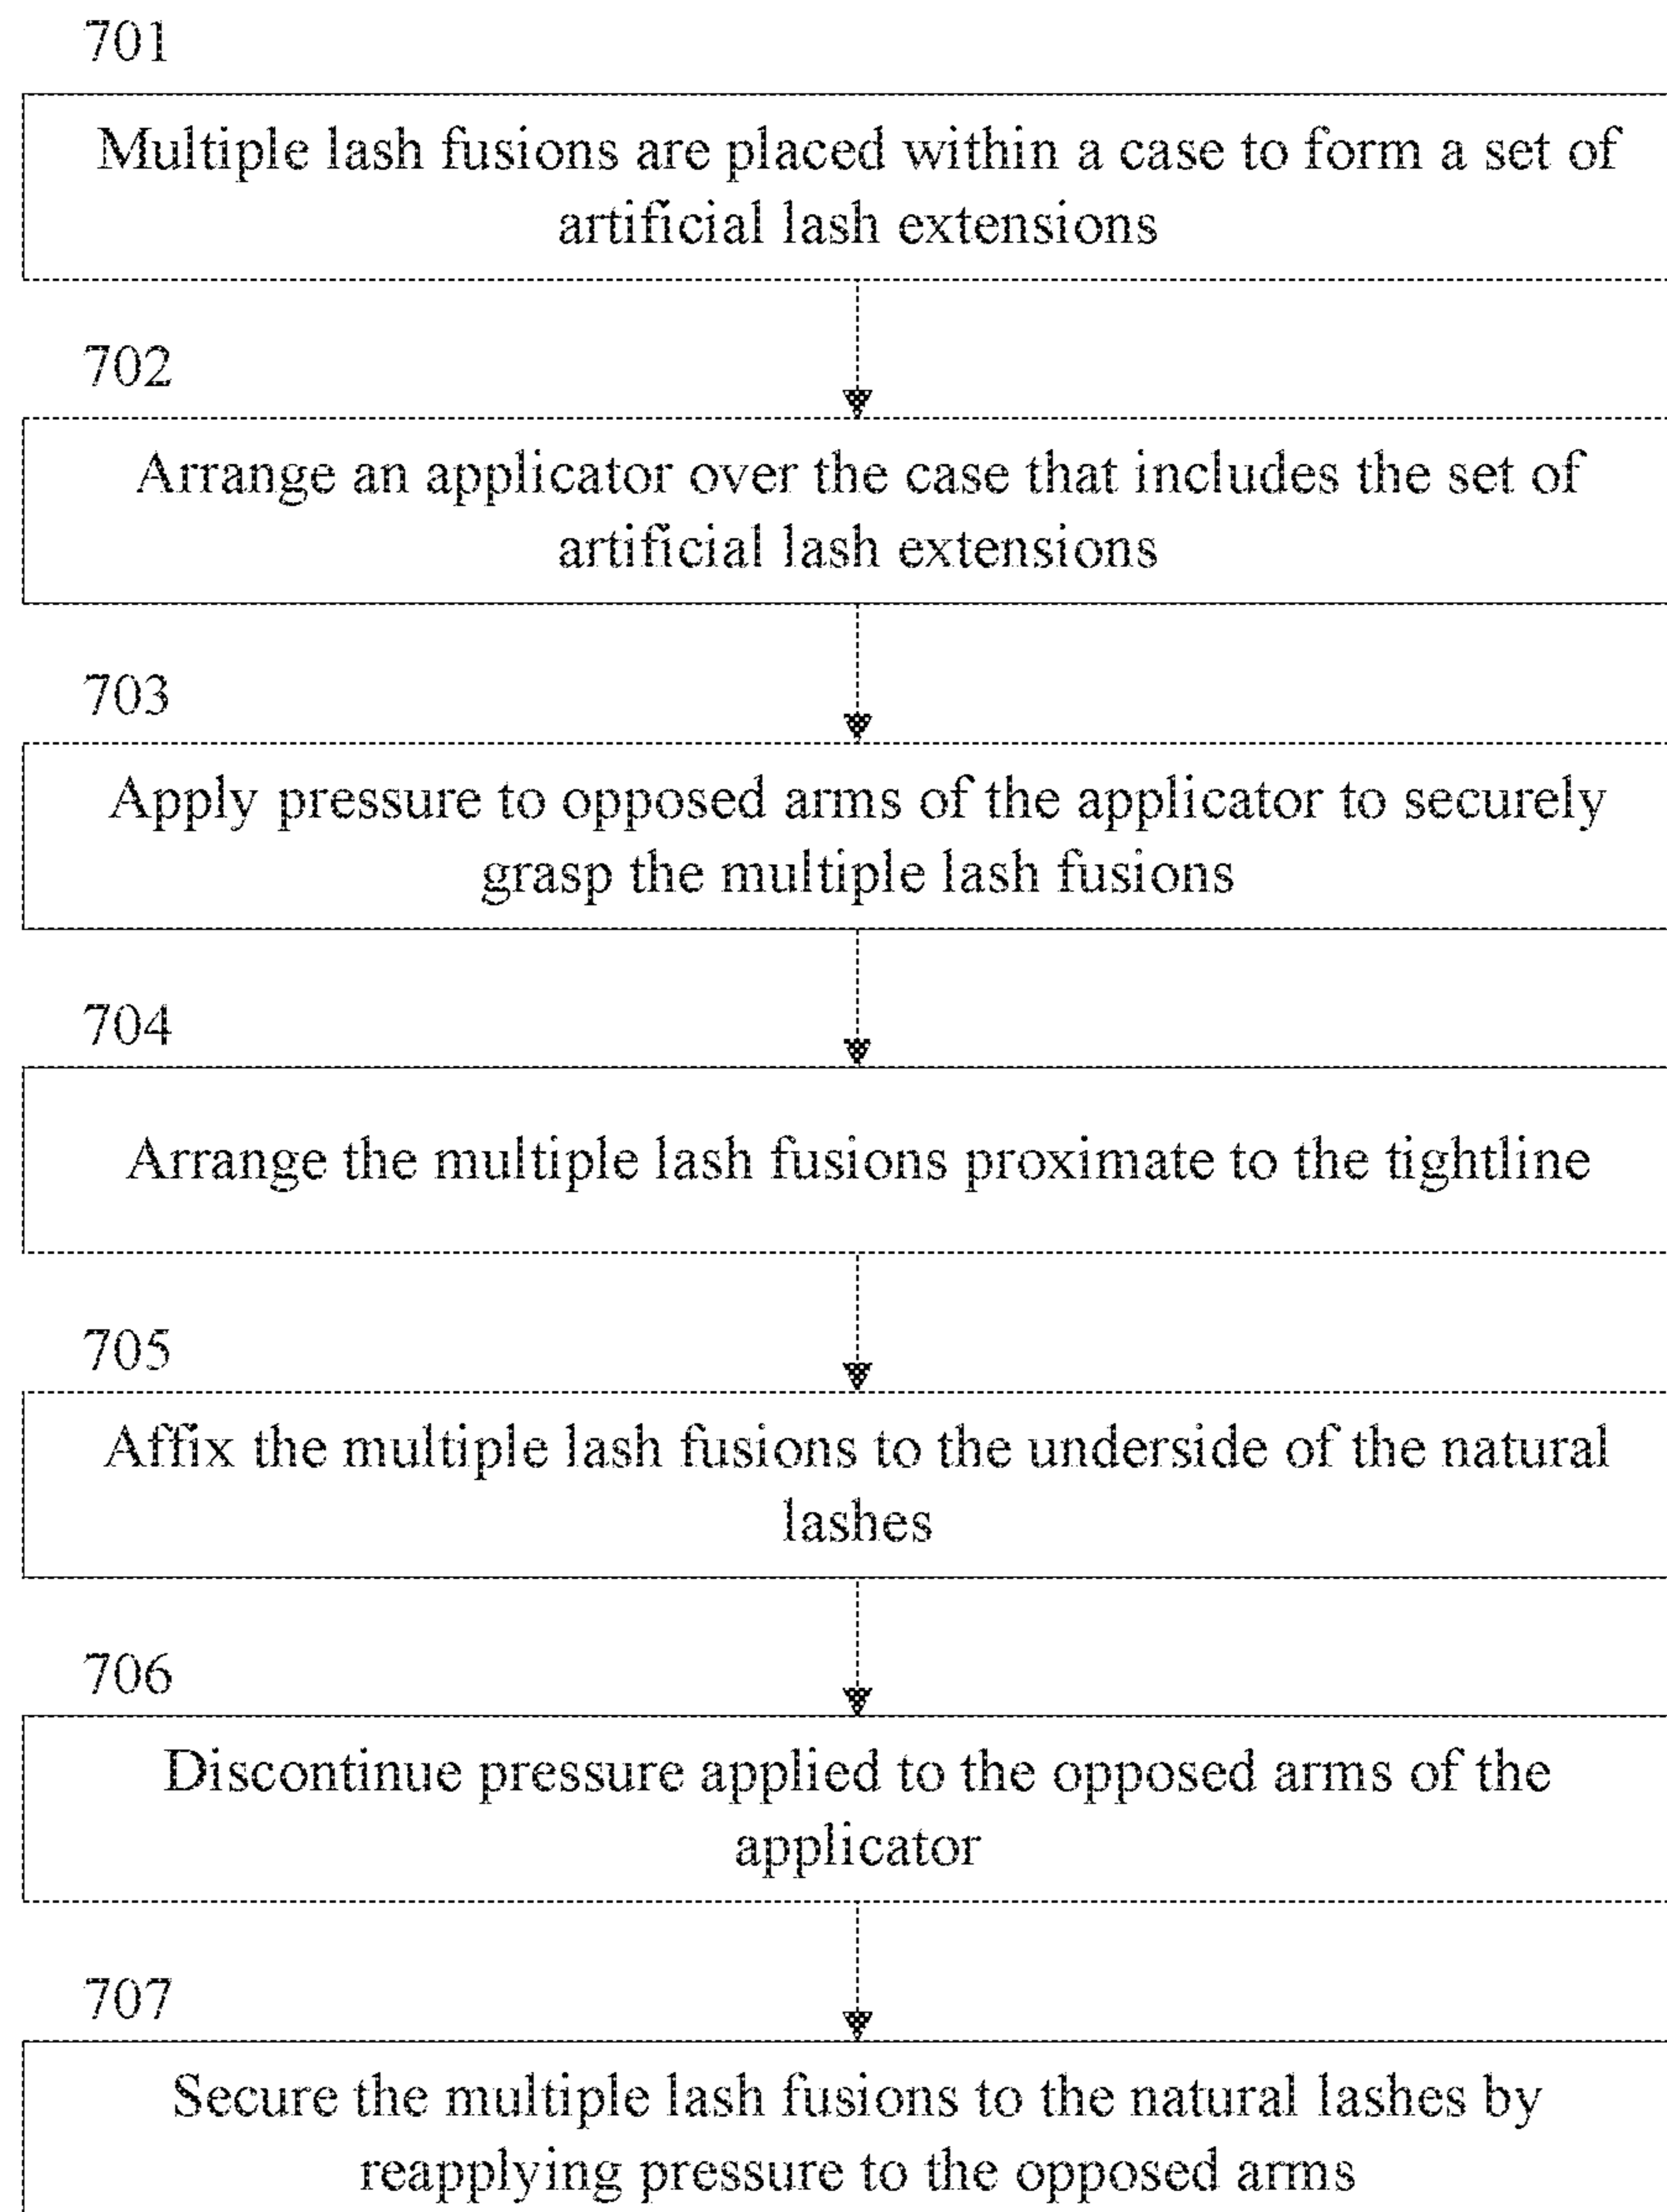 701
Multiple lash fusions are placed within a case to form a set of
artificial lash extensions
702
Arrange an applicator over the case that includes the set of
artificial lash extensions
703
Apply pressure to opposed arms of the applicator to securely
grasp the multiple lash fusions
704
Arrange the multiple lash fusions proximate to the tightline
705
Affix the multiple lash fusions to the underside of the natural
lashes
706
Discontinue pressure applied to the opposed arms of the
applicator
707
Secure the multiple lash fusions to the natural lashes by
reapplying pressure to the opposed arms